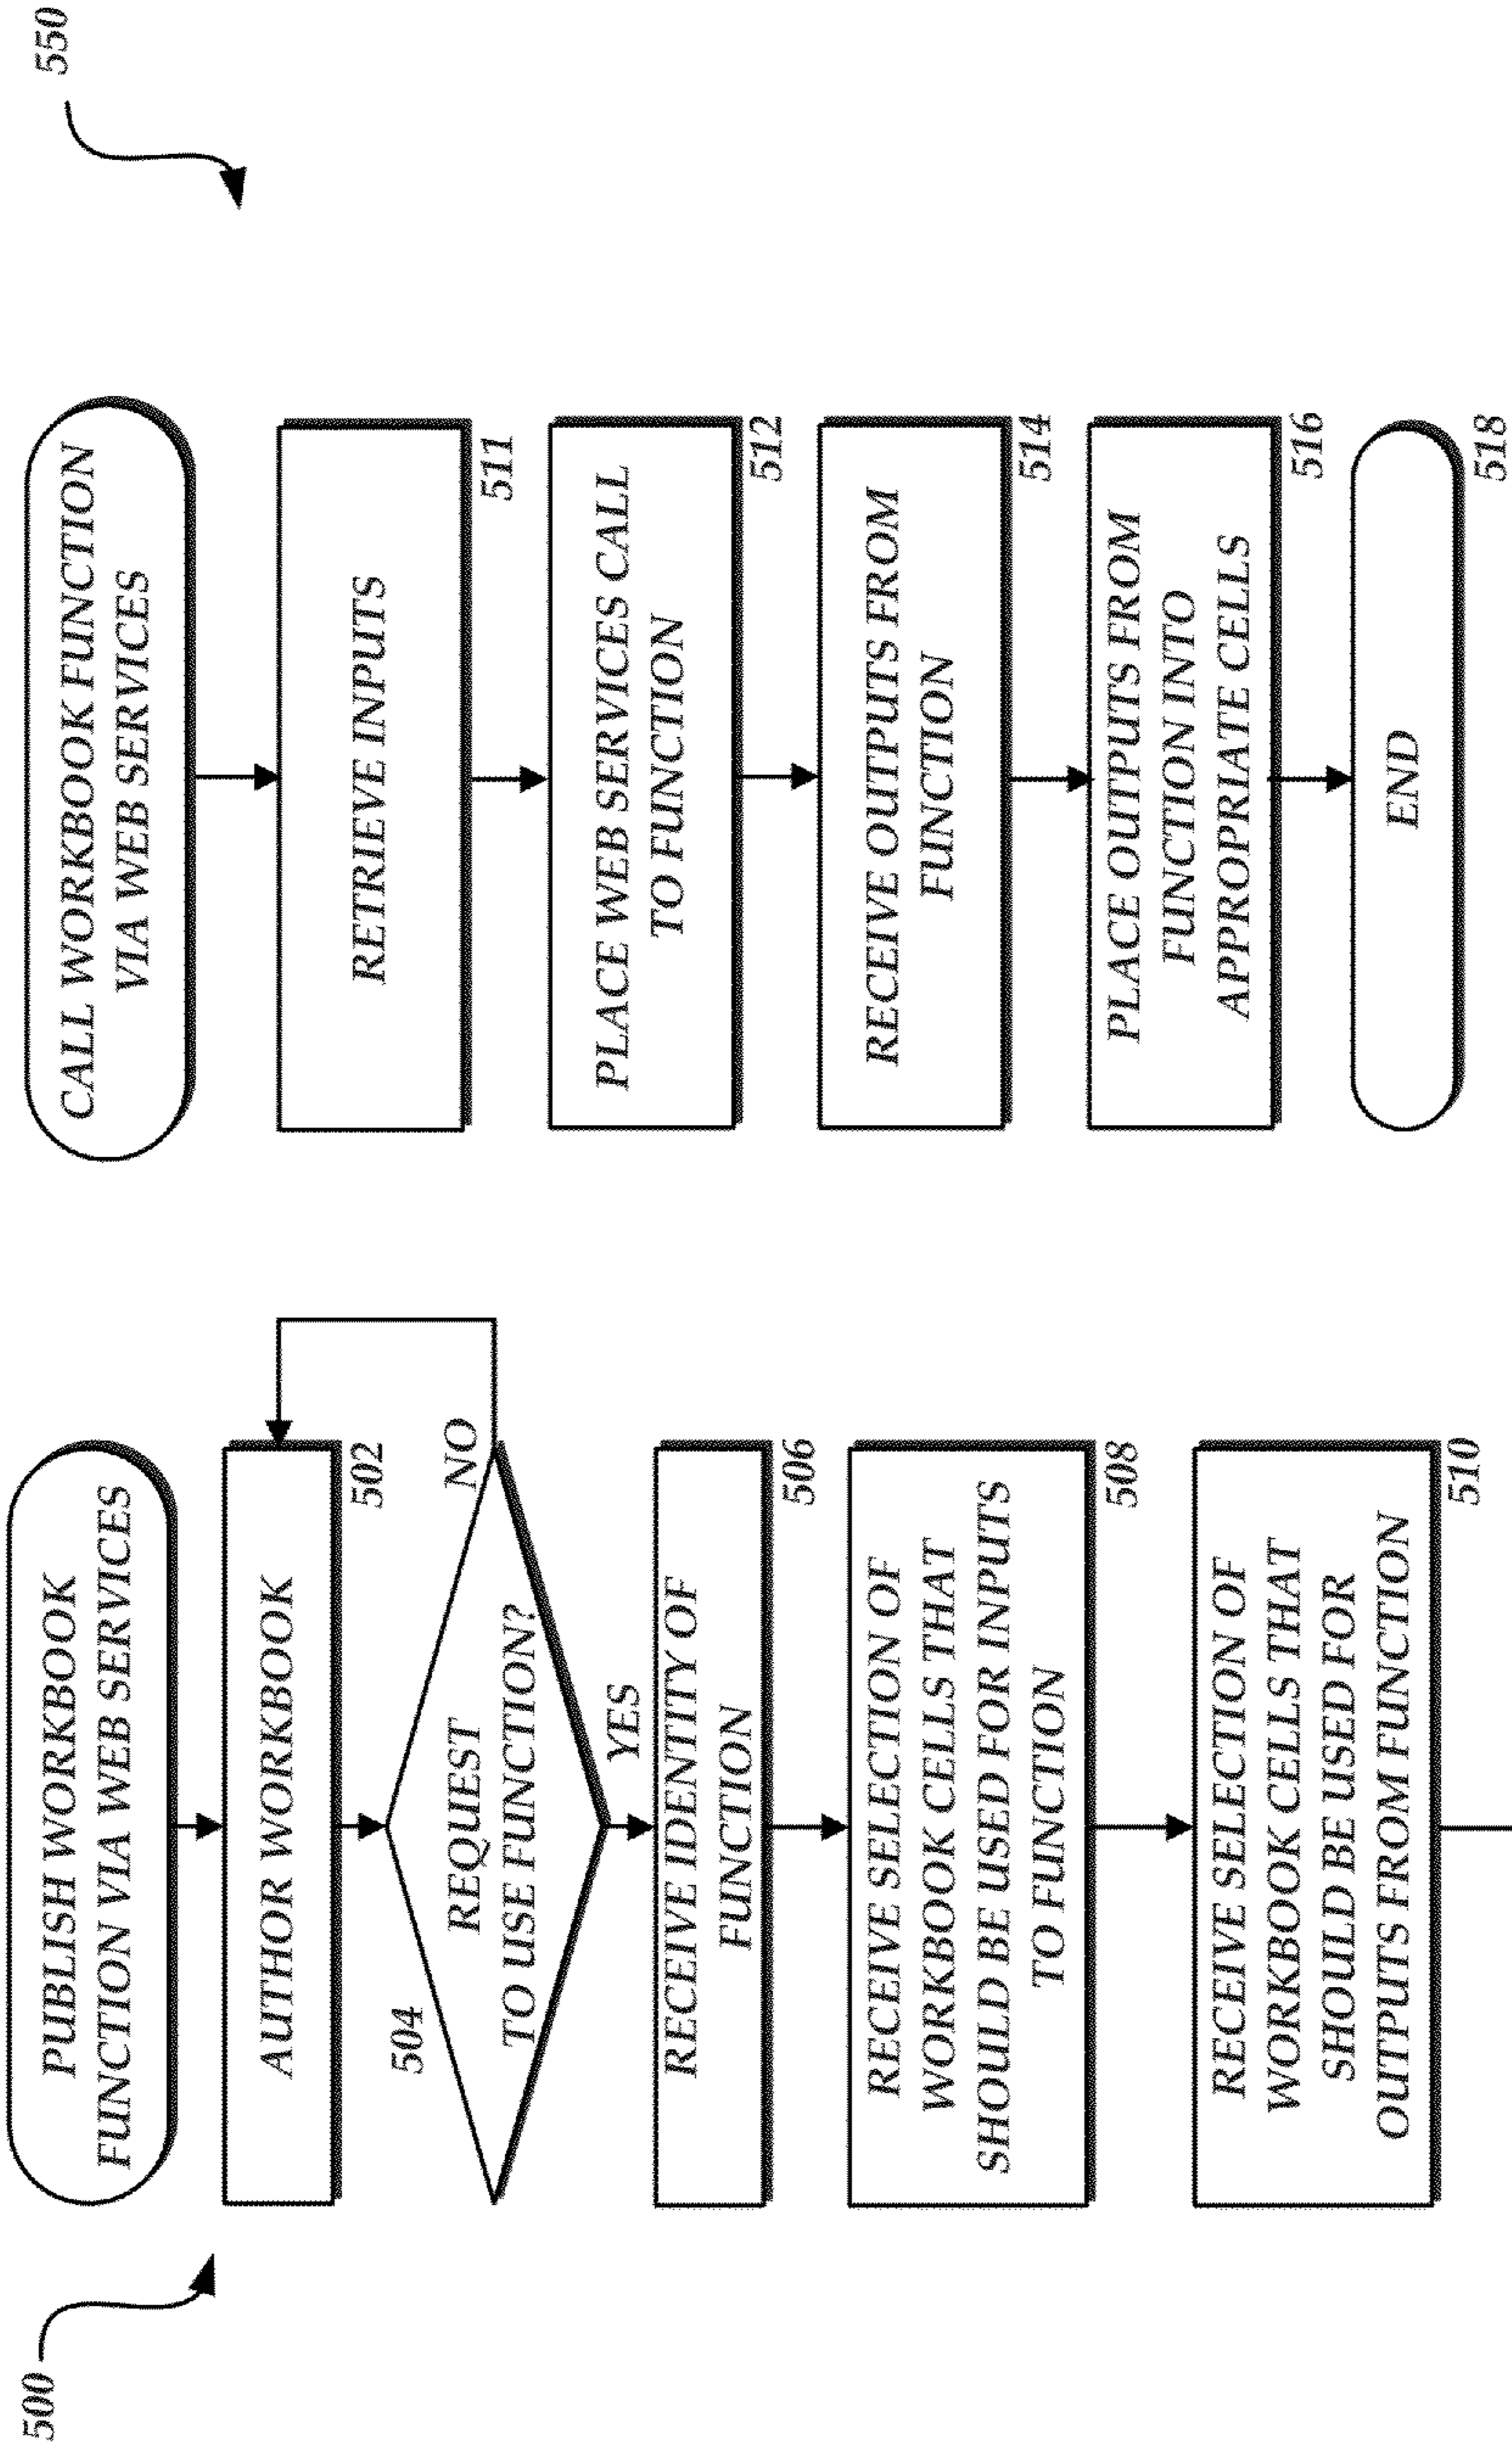 500
PUBLISH WORKBOOK
FUNCTION VIA WEB SERVICES
AUTHOR WORKBOOK
502
504
REQUEST
TO USE FUNCTION?
NO
YES
RECEIVE IDENTITY OF
FUNCTION
506
RECEIVE SELECTION OF
WORKBOOK CELLS THAT
SHOULD BE USED FOR INPUTS
TO FUNCTION
508
RECEIVE SELECTION OF
WORKBOOK CELLS THAT
SHOULD BE USED FOR
OUTPUTS FROM FUNCTION
510
550
CALL WORKBOOK FUNCTION
VIA WEB SERVICES
RETRIEVE INPUTS
511
PLACE WEB SERVICES CALL
TO FUNCTION
512
RECEIVE OUTPUTS FROM
FUNCTION
514
PLACE OUTPUTS FROM
FUNCTION INTO
APPROPRIATE CELLS
516
END
518